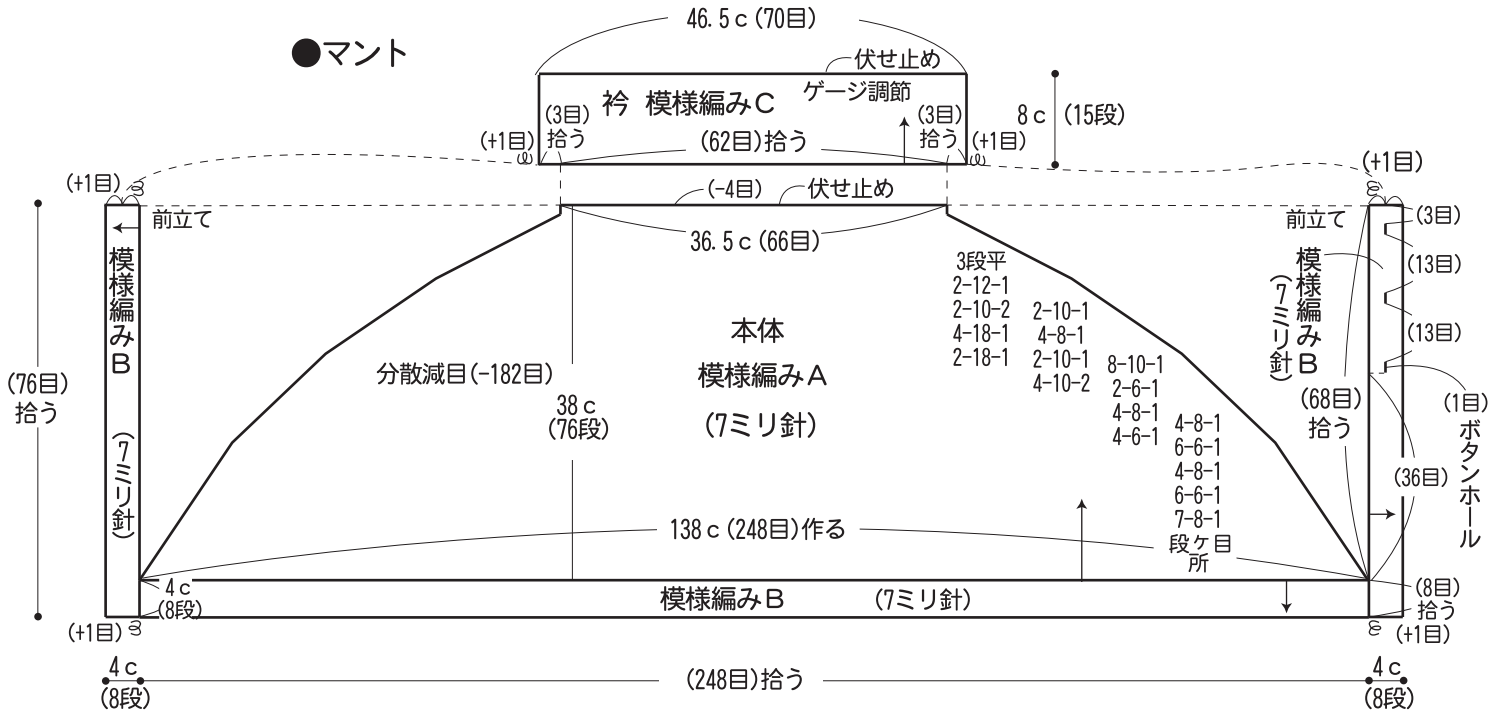 ●マント
46.5c(70目)
伏せ止め
ゲージ調節
衿 模様編みC
(3目)
拾う
(3目)
拾う
8c (15段)
(+1目)
(62目)拾う
(+1目)
(+1目)
(+1目)
(-4目)
伏せ止め
前立て
前立て
36.5c(66目)
(3目)
(13目)
(13目)
模様編みB
(7ミリ針)
模様編みB
(7ミリ針)
3段平
2-12-1
2-10-2
4-18-1
2-18-1
2-10-1
4-8-1
2-10-1
4-10-2
8-10-1
2-6-1
4-8-1
4-6-1
4-8-1
6-6-1
4-8-1
6-6-1
7-8-1
段ヶ目
所
本体
模様編みA
(7ミリ針)
分散減目(-182目)
38c
(76段)
(76目)
拾う
(68目)
拾う
(1目)
ボタンホール
(36目)
138c(248目)作る
4c
(8段)
模様編みB (7ミリ針)
(8目)
拾う
(+1目)
(+1目)
4c
(8段)
(248目)拾う
4c
(8段)